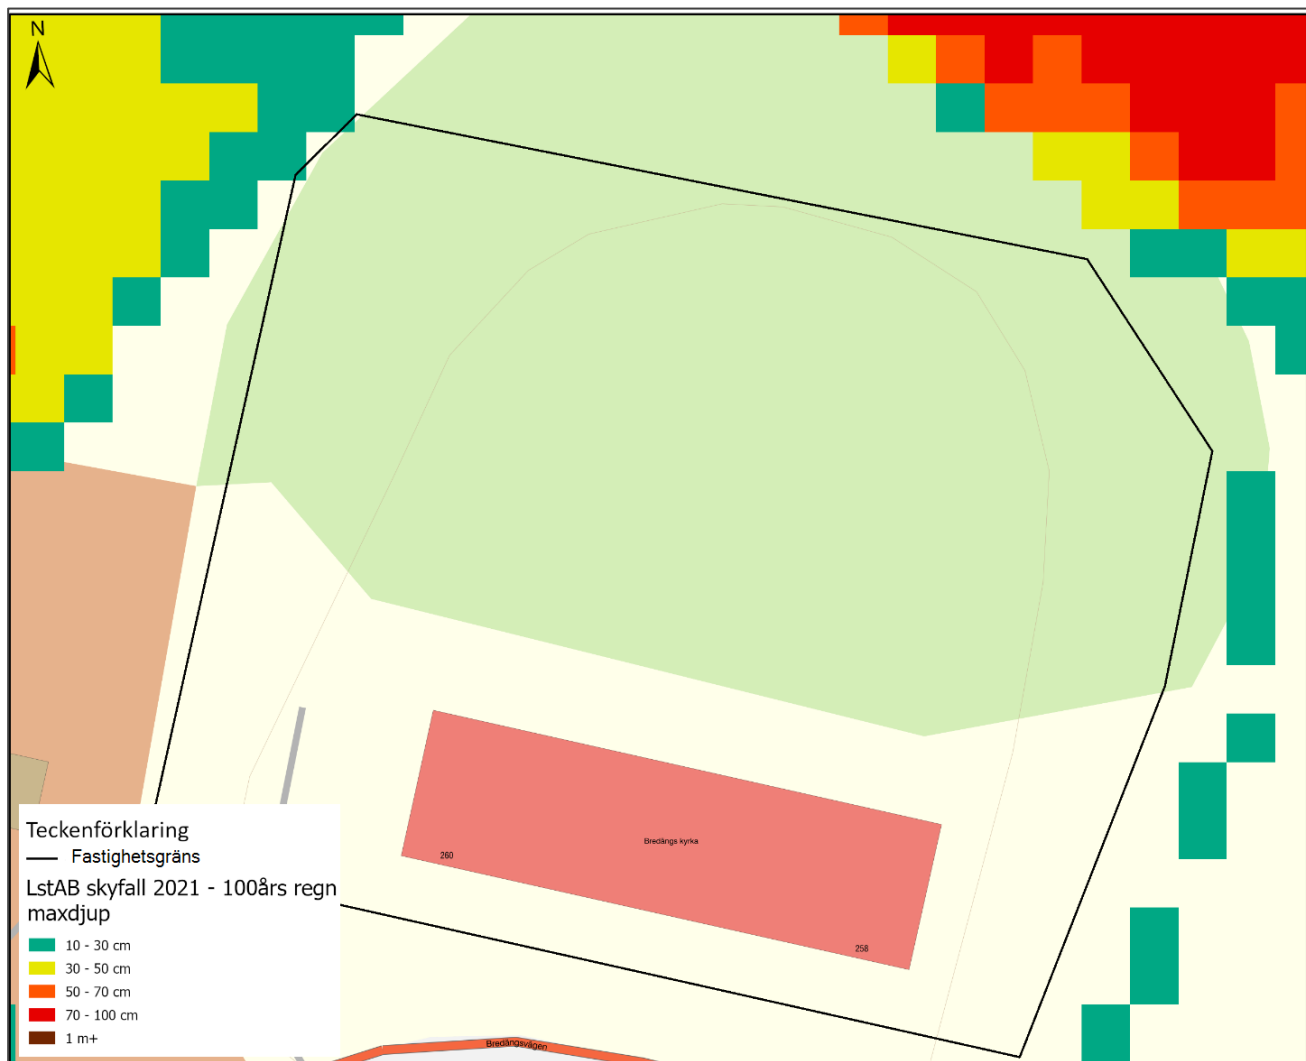 N
Bredängs kyrka
260
258
Teckenförklaring
Fastighetsgräns
LstAB skyfall 2021 - 100års regn
maxdjup
10 - 30 cm
30 - 50 cm
50 - 70 cm
70 - 100 cm
1 m+
Bredängsvägen